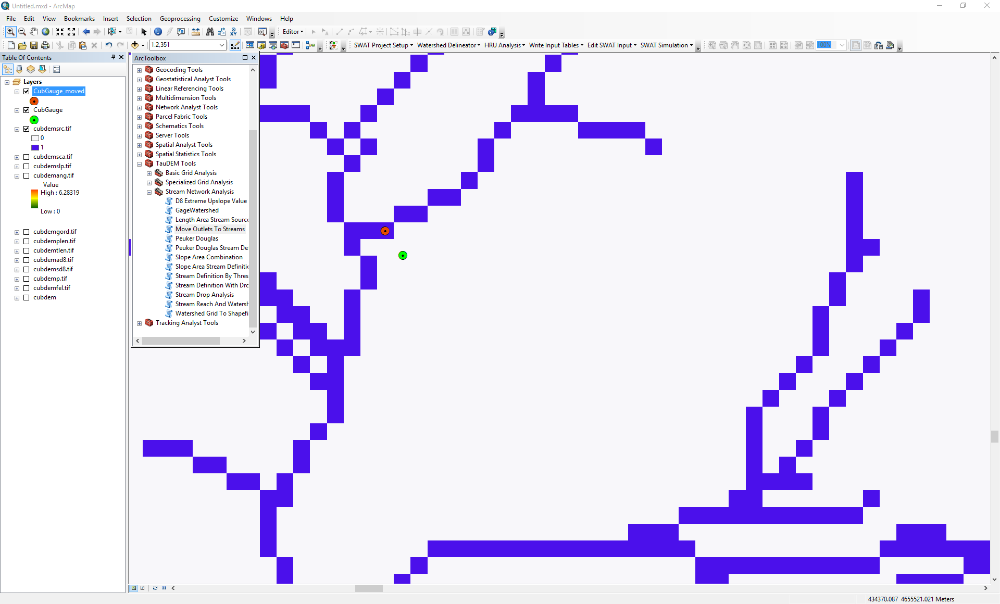 Untitled.mxd - ArcMap
File Edit View Bookmarks Insert Selection Geoprocessing Customize Windows Help
Editor
1:2,351
SWAT Project Setup Watershed Delineator HRU Analysis Write Input Tables Edit SWAT Input SWAT Simulation 100%
Table Of Contents
Layers
CubGauge_moved
CubGauge
cubdemsrc.tif
0
1
cubdemsca.tif
cubdemslp.tif
cubdemang.tif
Value
High : 6.28319
Low : 0
cubdemgord.tif
cubdemplen.tif
cubdemtlen.tif
cubdemad8.tif
cubdemsd8.tif
cubdemp.tif
cubdemfel.tif
cubdem
ArcToolbox
Geocoding Tools
Geostatistical Analyst Tools
Linear Referencing Tools
Multidimension Tools
Network Analyst Tools
Parcel Fabric Tools
Schematics Tools
Server Tools
Spatial Analyst Tools
Spatial Statistics Tools
TauDEM Tools
Basic Grid Analysis
Specialized Grid Analysis
Stream Network Analysis
D8 Extreme Upslope Value
GageWatershed
Length Area Stream Source
Move Outlets To Streams
Peuker Douglas
Peuker Douglas Stream De
Slope Area Combination
Slope Area Stream Definitic
Stream Definition By Thres
Stream Definition With Dro
Stream Drop Analysis
Stream Reach And Watersh
Watershed Grid To Shapefi
Tracking Analyst Tools
434370.087 4655521.021 Meters